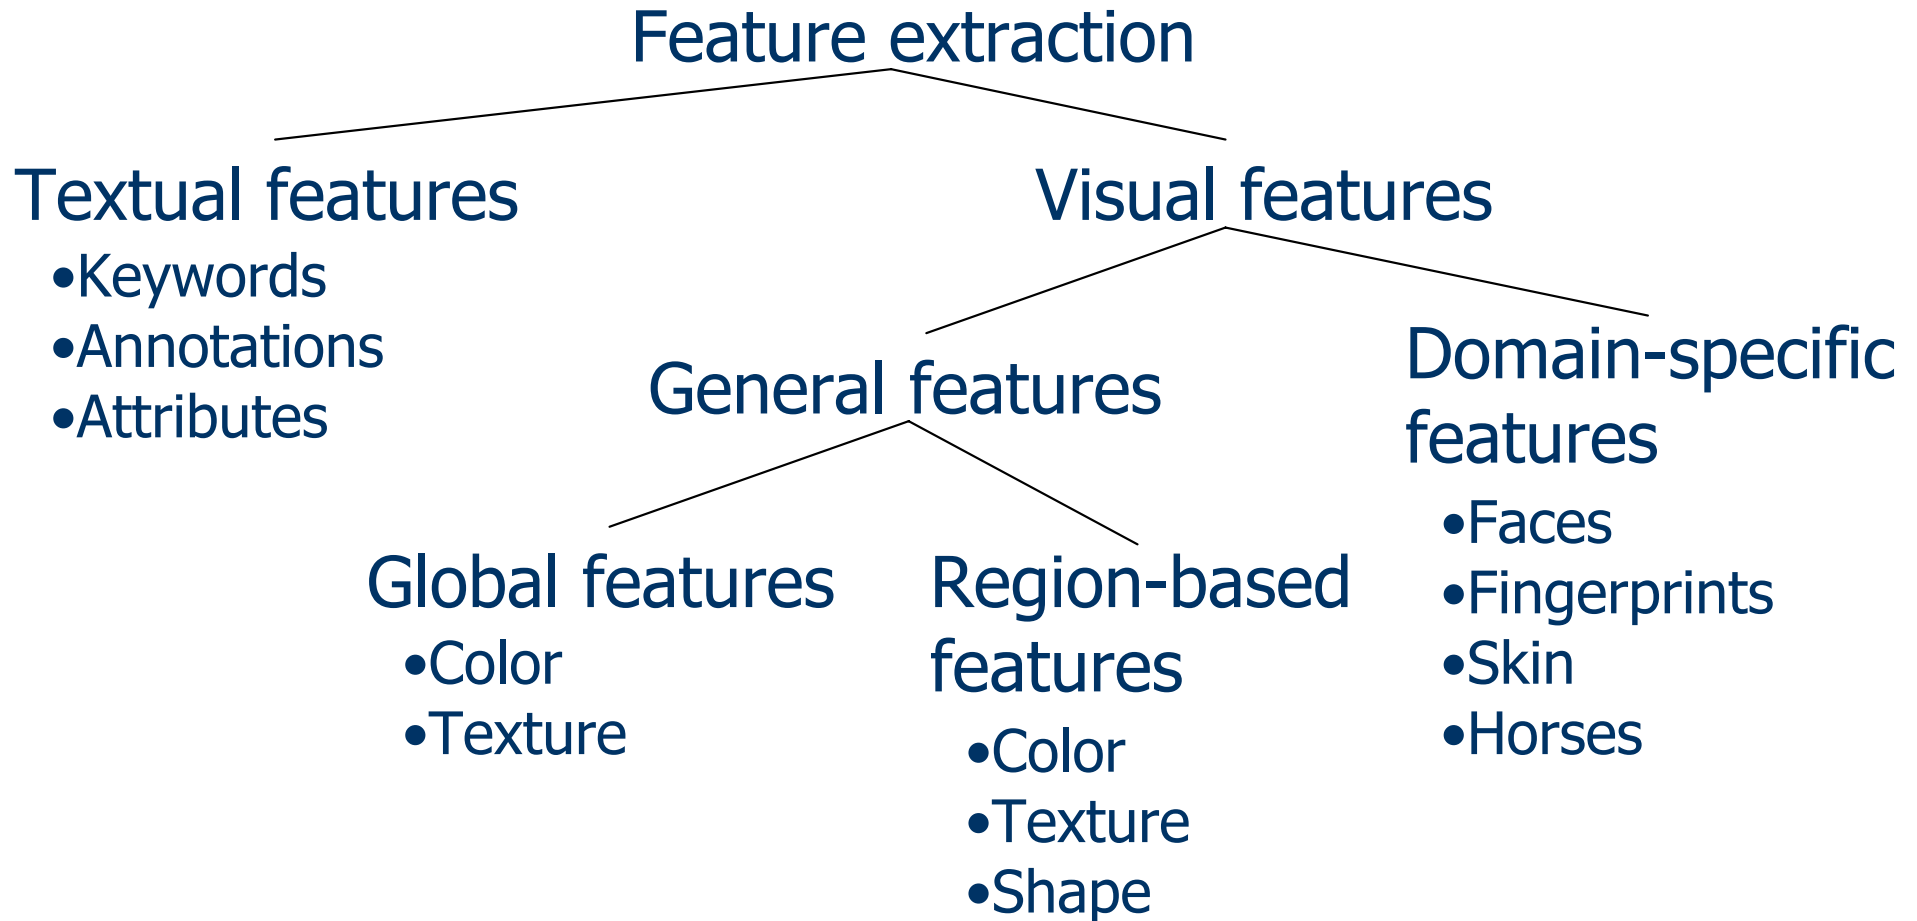 Feature extraction
Textual features
•Keywords
•Annotations
•Attributes
Visual features
General features
Global features
•Color
•Texture
Region-based
features
•Color
•Texture
•Shape
Domain-specific
features
•Faces
•Fingerprints
•Skin
•Horses